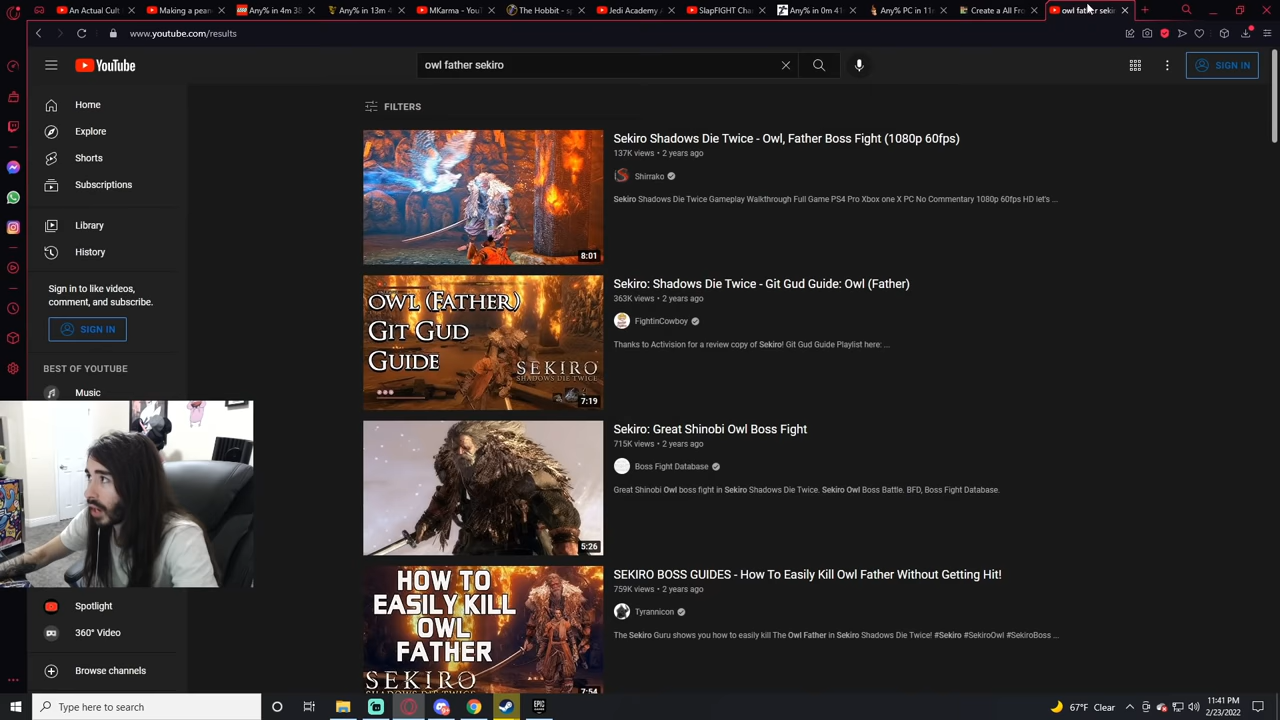 An Actual Cult
Making a pean
Any% in 4m 38
Any% in 13m 4
MKarma - You
The Hobbit - sp
Jedi Academy
SlapFIGHT Char
Any% in 0m 41
Any% PC in 11
Create a All Fro
owl father sekir
www.youtube.com/results
YouTube
owl father sekiro
SIGN IN
Home
Explore
Shorts
Subscriptions
Library
History
Sign in to like videos,
comment, and subscribe.
SIGN IN
BEST OF YOUTUBE
Music
Spotlight
360° Video
Browse channels
FILTERS
8:01
Sekiro Shadows Die Twice - Owl, Father Boss Fight (1080p 60fps)
137K views • 2 years ago
Shirrako
Sekiro Shadows Die Twice Gameplay Walkthrough Full Game PS4 Pro Xbox one X PC No Commentary 1080p 60fps HD let's ...
OWL (FATHER)
GIT GUD
GUIDE
SEKIRO
SHADOWS DIE TWICE
7:19
Sekiro: Shadows Die Twice - Git Gud Guide: Owl (Father)
363K views • 2 years ago
FightinCowboy
Thanks to Activision for a review copy of Sekiro! Git Gud Guide Playlist here: ...
5:26
Sekiro: Great Shinobi Owl Boss Fight
715K views • 2 years ago
Boss Fight Database
Great Shinobi Owl boss fight in Sekiro Shadows Die Twice. Sekiro Owl Boss Battle. BFD, Boss Fight Database.
HOW TO
EASILY KILL
OWL
FATHER
SEKIRO
7:54
SEKIRO BOSS GUIDES - How To Easily Kill Owl Father Without Getting Hit!
759K views • 2 years ago
Tyrannicon
The Sekiro Guru shows you how to easily kill The Owl Father in Sekiro Shadows Die Twice! #Sekiro #SekiroOwl #SekiroBoss ...
Type here to search
EPIC
67°F Clear
11:41 PM
2/23/2022